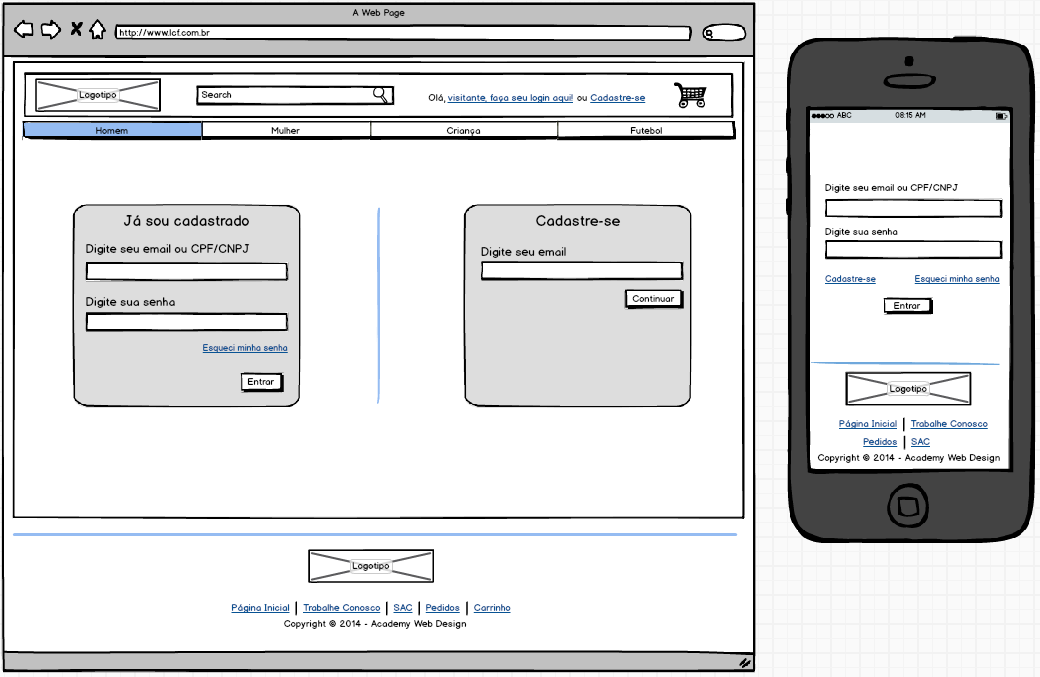 A Web Page
http://www.lcf.com.br
Logotipo
Search
Olá, visitante, faça seu login aqui! ou Cadastre-se
Homem
Mulher
Criança
Futebol
Já sou cadastrado
Digite seu email ou CPF/CNPJ
Digite sua senha
Esqueci minha senha
Entrar
Cadastre-se
Digite seu email
Continuar
Logotipo
Página Inicial | Trabalhe Conosco | SAC | Pedidos | Carrinho
Copyright © 2014 - Academy Web Design
ABC 08:15 AM
Digite seu email ou CPF/CNPJ
Digite sua senha
Cadastre-se Esqueci minha senha
Entrar
Logotipo
Página Inicial | Trabalhe Conosco
Pedidos | SAC
Copyright © 2014 - Academy Web Design